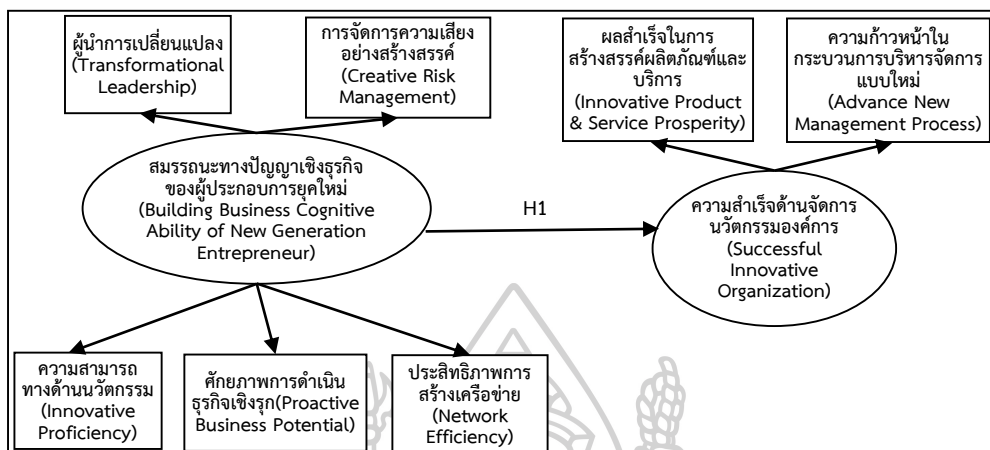 ผู้นำการเปลี่ยนแปลง
(Transformational
Leadership)
การจัดการความเสี่ยง
อย่างสร้างสรรค์
(Creative Risk
Management)
ผลสำเร็จในการ
สร้างสรรค์ผลิตภัณฑ์และ
บริการ
(Innovative Product
& Service Prosperity)
ความก้าวหน้าใน
กระบวนการบริหารจัดการ
แบบใหม่
(Advance New
Management Process)
สมรรถนะทางปัญญาเชิงธุรกิจ
ของผู้ประกอบการยุคใหม่
(Building Business Cognitive
Ability of New Generation
Entrepreneur)
H1
ความสำเร็จด้านจัดการ
นวัตกรรมองค์การ
(Successful
Innovative
Organization)
ความสามารถ
ทางด้านนวัตกรรม
(Innovative
Proficiency)
ศักยภาพการดำเนิน
ธุรกิจเชิงรุก(Proactive
Business Potential)
ประสิทธิภาพการ
สร้างเครือข่าย
(Network
Efficiency)